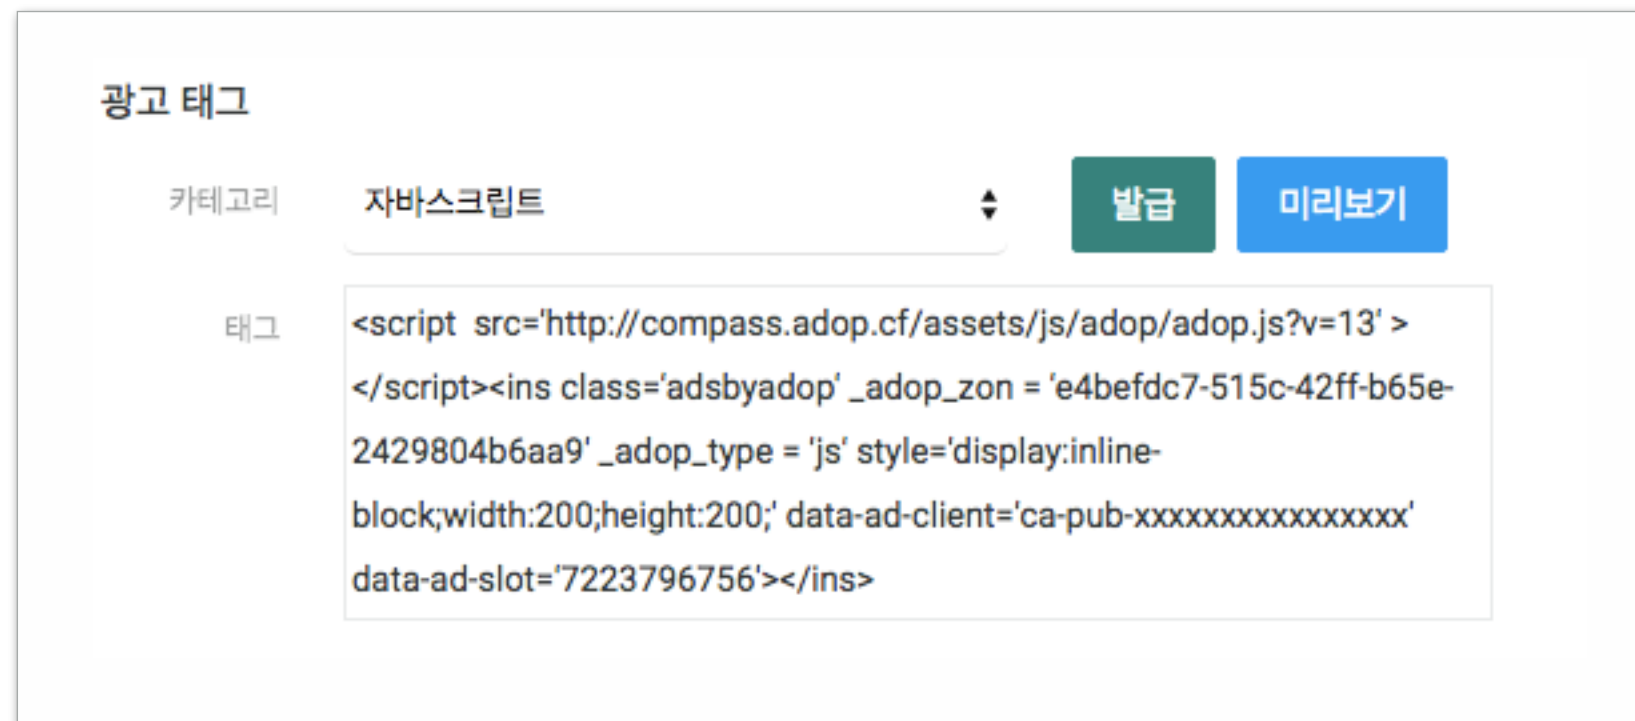 광고 태그
카테고리 자바스크립트 발급 미리보기
태그 <script  src='http://compass.adop.cf/assets/js/adop/adop.js?v=13' >
</script><ins class='adsbyadop' _adop_zon = 'e4befdc7-515c-42ff-b65e-
2429804b6aa9' _adop_type = 'js' style='display:inline-
block;width:200;height:200;' data-ad-client='ca-pub-xxxxxxxxxxxxxxxx'
data-ad-slot='7223796756'></ins>